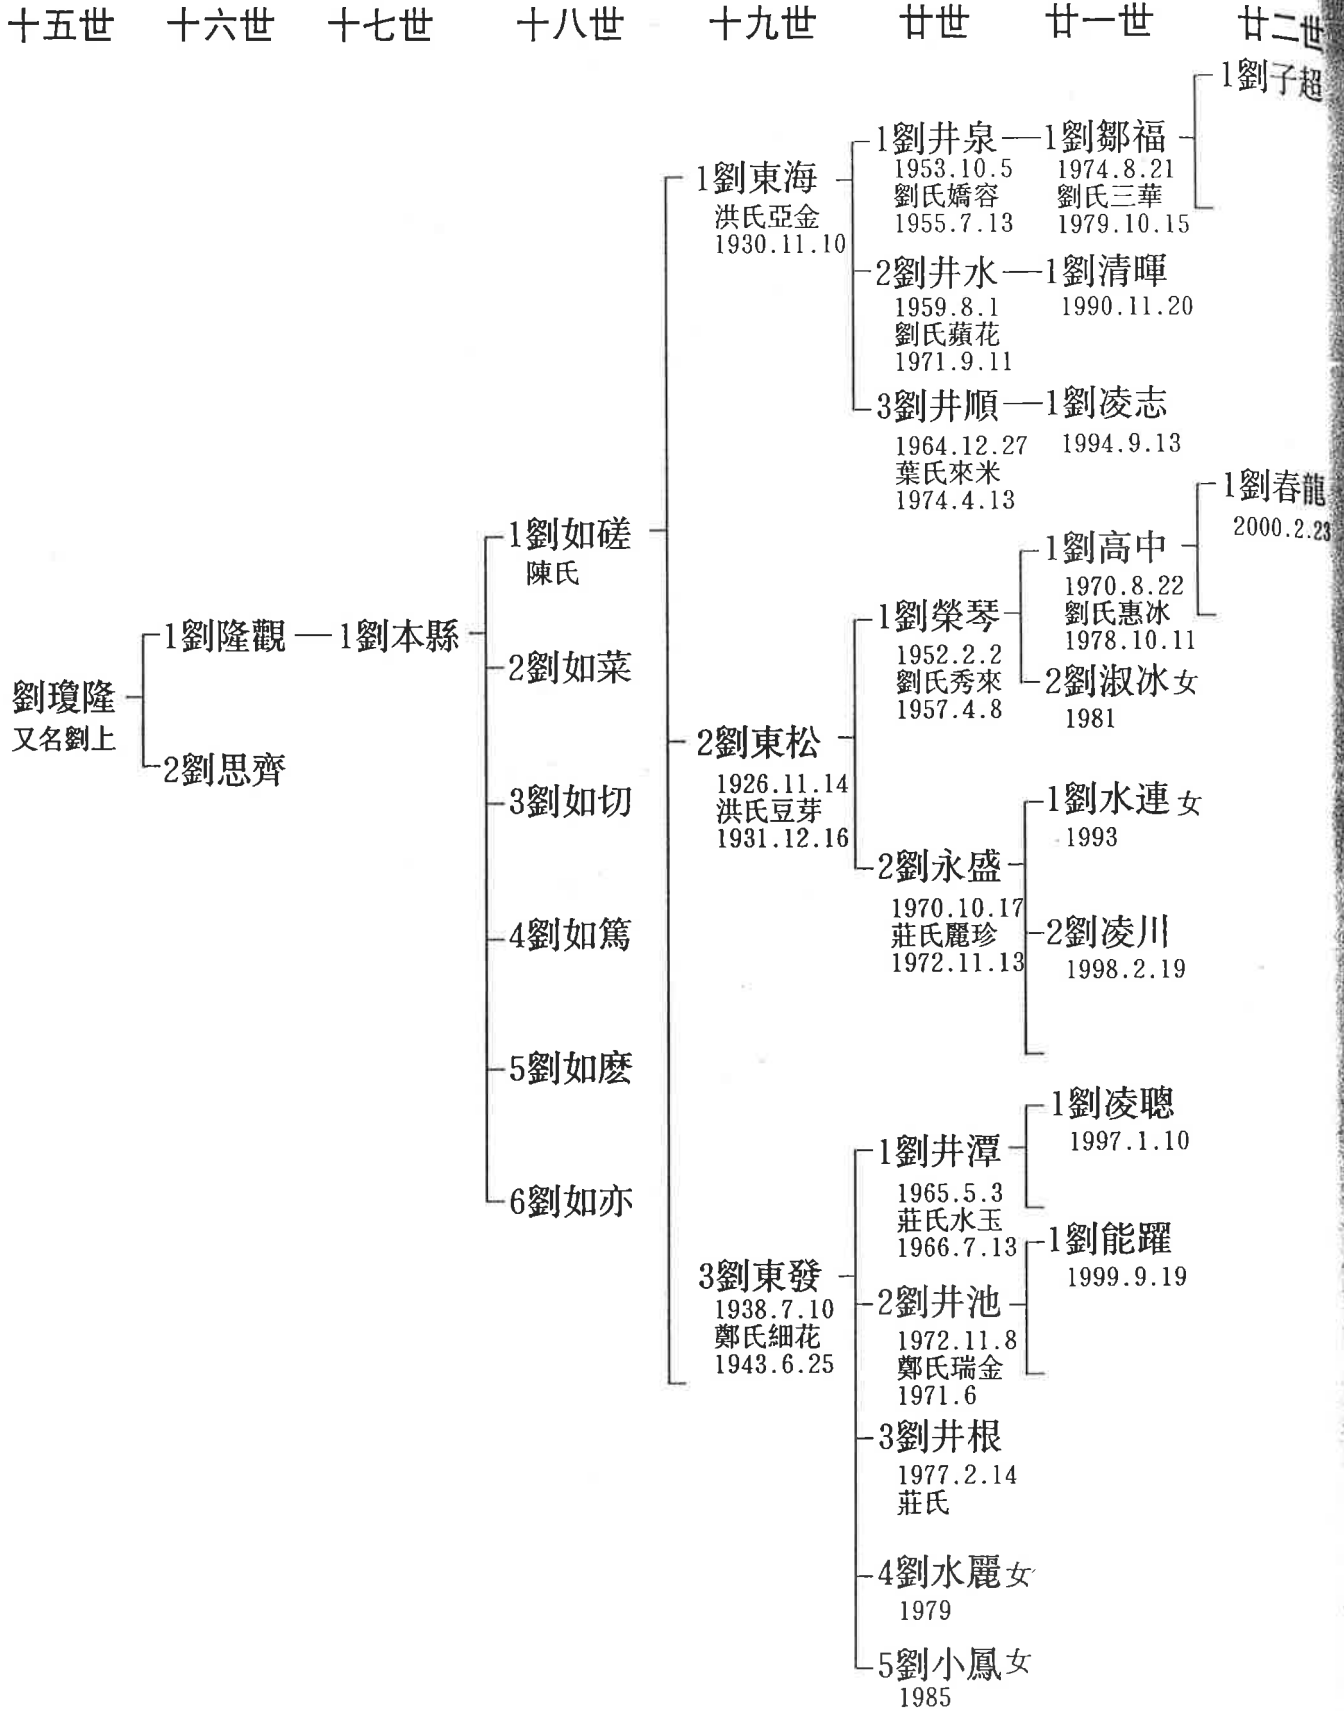 十五世 十六世 十七世 十八世 十九世 廿世 廿一世 廿二世
劉瓊隆
又名劉上
1劉隆觀
2劉思齊
1劉本縣
1劉如磋
陳氏
2劉如菜
3劉如切
4劉如篤
5劉如麽
6劉如亦
1劉東海
洪氏亞金
1930.11.10
2劉東松
1926.11.14
洪氏豆芽
1931.12.16
3劉東發
1938.7.10
鄭氏細花
1943.6.25
1劉井泉
1953.10.5
劉氏嬌容
1955.7.13
2劉井水
1959.8.1
劉氏蘋花
1971.9.11
3劉井順
1964.12.27
葉氏來米
1974.4.13
1劉榮琴
1952.2.2
劉氏秀來
1957.4.8
2劉永盛
1970.10.17
莊氏麗珍
1972.11.13
1劉井潭
1965.5.3
莊氏水玉
1966.7.13
2劉井池
1972.11.8
鄭氏瑞金
1971.6
3劉井根
1977.2.14
莊氏
4劉水麗女
1979
5劉小鳳女
1985
1劉鄒福
1974.8.21
劉氏三華
1979.10.15
1劉清暉
1990.11.20
1劉凌志
1994.9.13
1劉高中
1970.8.22
劉氏惠冰
1978.10.11
2劉淑冰女
1981
1劉水連女
1993
2劉凌川
1998.2.19
1劉凌聰
1997.1.10
1劉能躍
1999.9.19
1劉子超
1劉春龍
2000.2.23